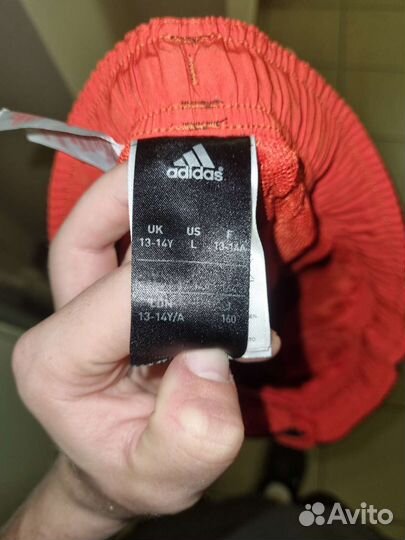 adidas
UK US F
13-14Y L 13-14A
J
13-14Y/A 160
Avito